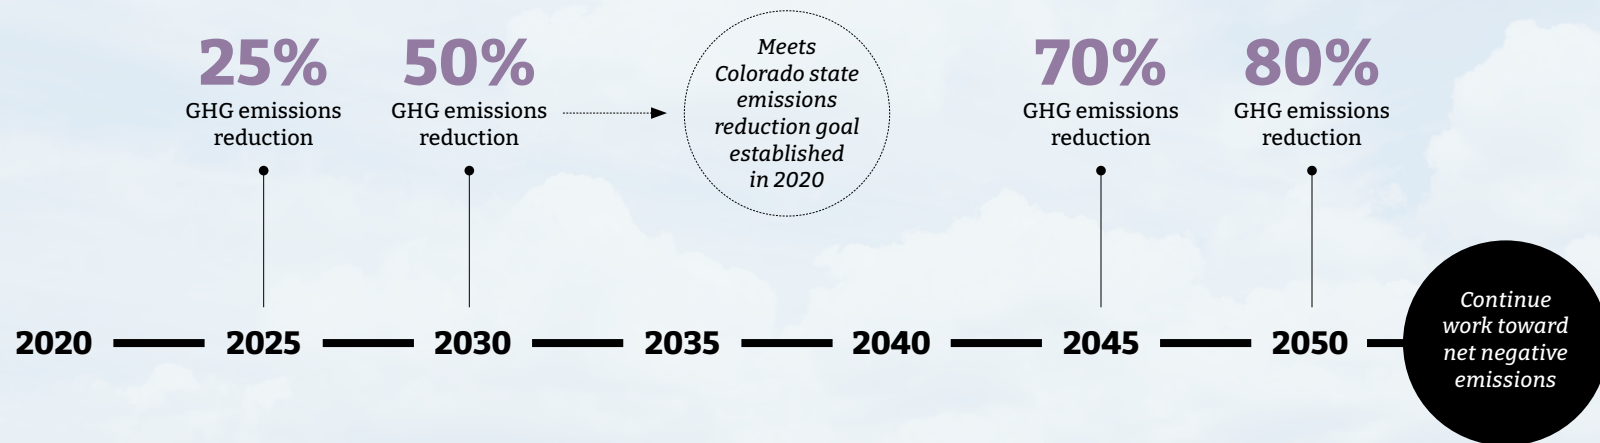 25%
GHG emissions
reduction
50%
GHG emissions
reduction
Meets
Colorado state
emissions
reduction goal
established
in 2020
70%
GHG emissions
reduction
80%
GHG emissions
reduction
2020
2025
2030
2035
2040
2045
2050
Continue
work toward
net negative
emissions